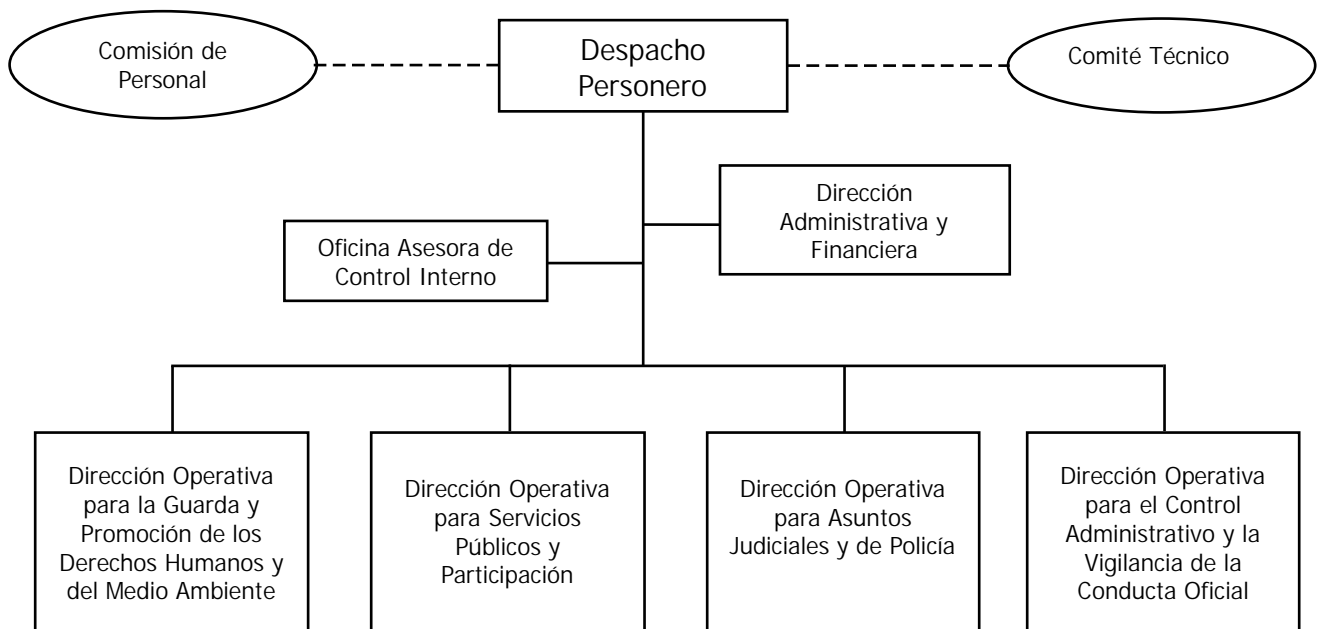 Comisión de
Personal
Despacho
Personero
Comité Técnico
Dirección
Administrativa y
Financiera
Oficina Asesora de
Control Interno
Dirección Operativa
para la Guarda y
Promoción de los
Derechos Humanos y
del Medio Ambiente
Dirección Operativa
para Servicios
Públicos y
Participación
Dirección Operativa
para Asuntos
Judiciales y de Policía
Dirección Operativa
para el Control
Administrativo y la
Vigilancia de la
Conducta Oficial